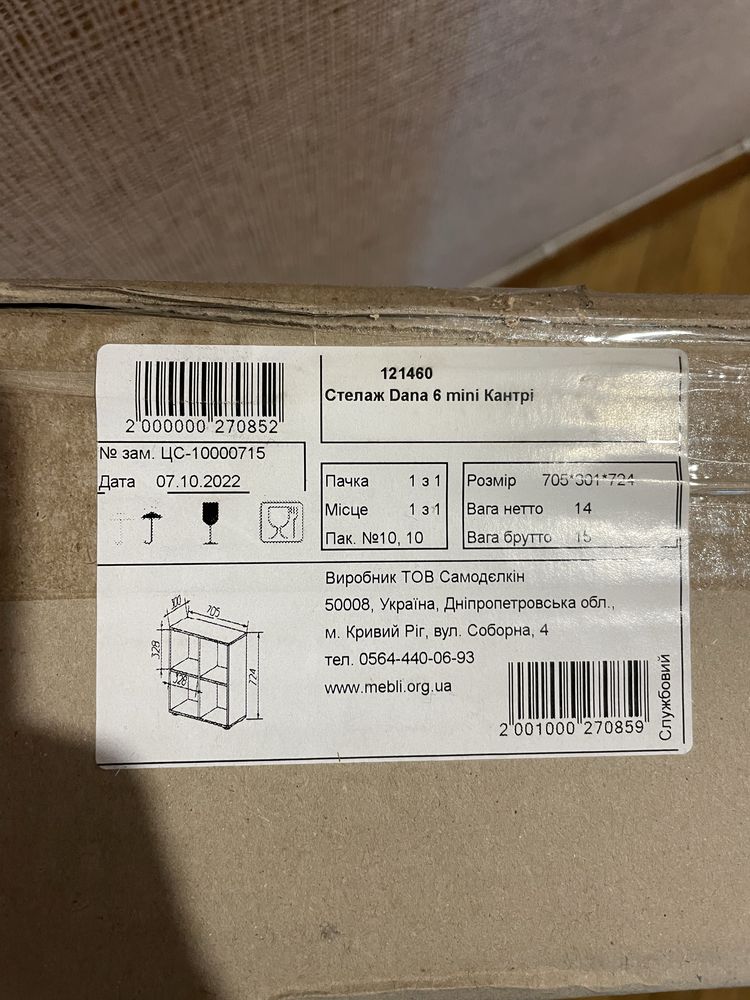 2 000000 270852
121460
Стелаж Dana 6 mini Кантрі
№ зам. ЦС-10000715
Дата 07.10.2022
Пачка 1 з 1
Місце 1 з 1
Пак. №10, 10
Розмір 705*301*724
Вага нетто 14
Вага брутто 15
Виробник ТОВ Самодєлкін
50008, Україна, Дніпропетровська обл.,
м. Кривий Ріг, вул. Соборна, 4
тел. 0564-440-06-93
www.mebli.org.ua
300
705
328
328
724
2 001000 270859
Службовий